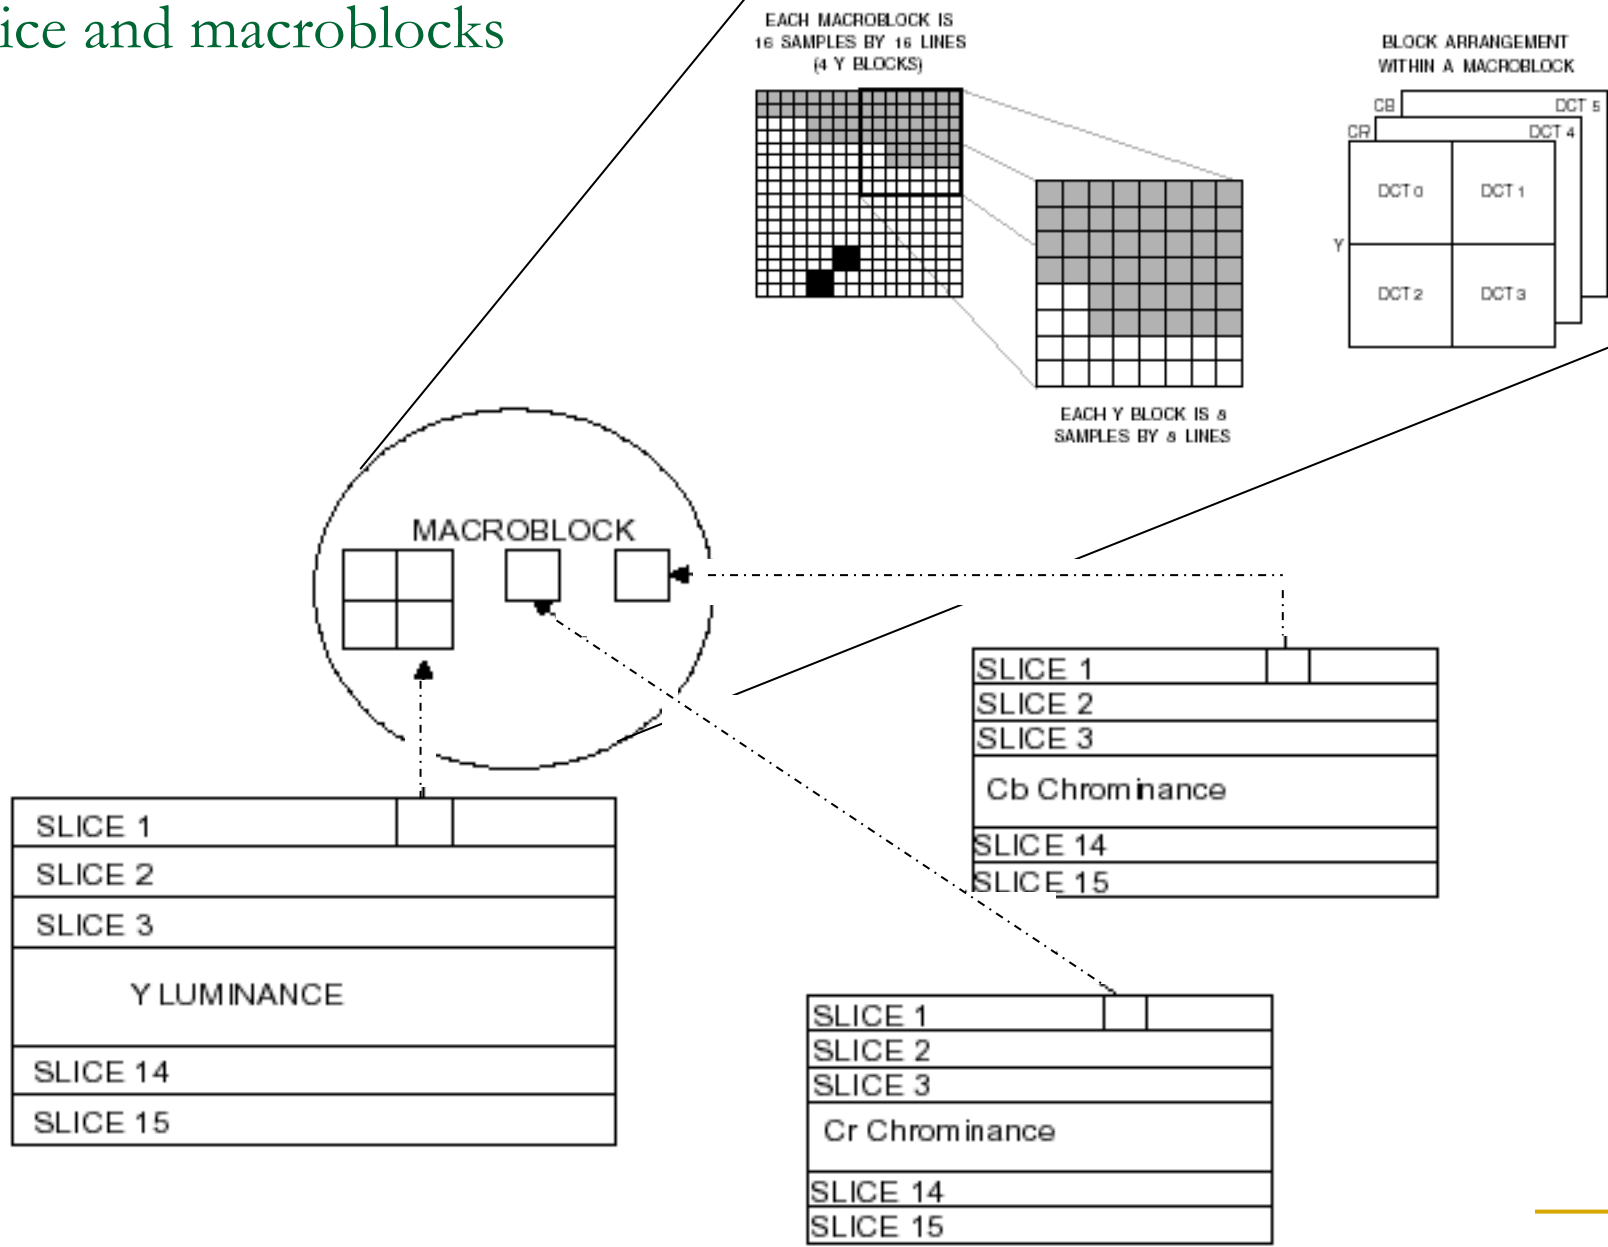 ice and macroblocks
EACH MACROBLOCK IS
16 SAMPLES BY 16 LINES
(4 Y BLOCKS)
BLOCK ARRANGEMENT
WITHIN A MACROBLOCK
CB
DCT 5
CR
DCT 4
DCT 0
DCT 1
Y
DCT 2
DCT 3
EACH Y BLOCK IS 8
SAMPLES BY 8 LINES
MACROBLOCK
SLICE 1
SLICE 2
SLICE 3
Cb Chrominance
SLICE 14
SLICE 15
SLICE 1
SLICE 2
SLICE 3
Y LUMINANCE
SLICE 14
SLICE 15
SLICE 1
SLICE 2
SLICE 3
Cr Chrominance
SLICE 14
SLICE 15